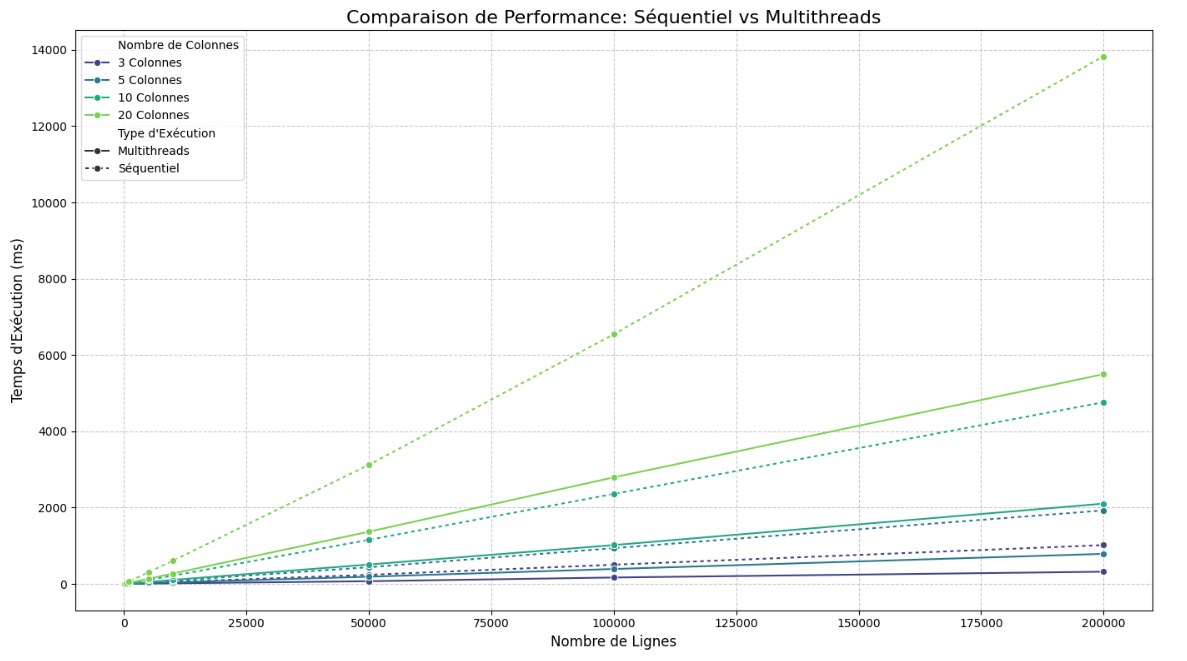 Comparaison de Performance: Séquentiel vs Multithreads
Nombre de Colonnes
3 Colonnes
5 Colonnes
10 Colonnes
20 Colonnes
Type d'Exécution
Multithreads
Séquentiel
Temps d'Exécution (ms)
14000
12000
10000
8000
6000
4000
2000
0
0 25000 50000 75000 100000 125000 150000 175000 200000
Nombre de Lignes